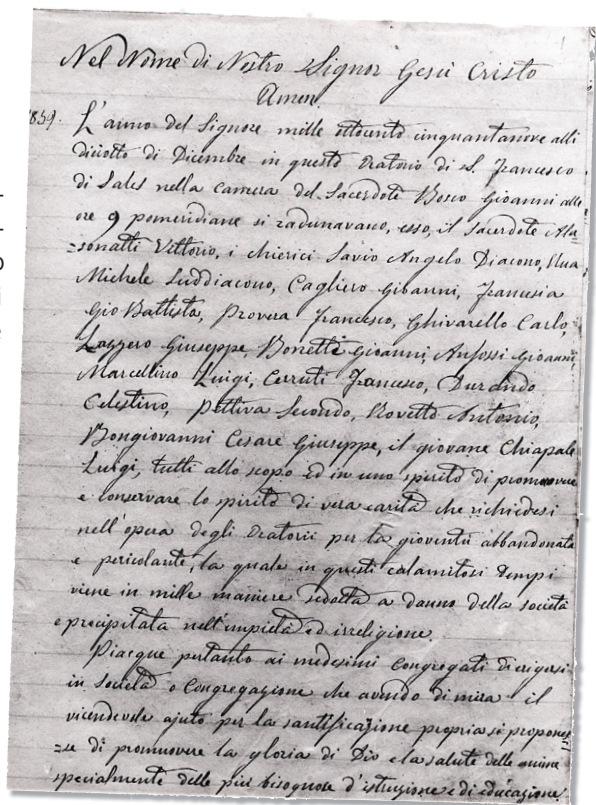 Nel Nome di Nostro Signor Gesù Cristo
Amen.
1859. L'anno del Signore mille ottocento cinquantanove alli
diciotto di Dicembre in questo Oratorio di S. Francesco
di Sales nella camera del Sacerdote Bosco Gioanni alle
ore 9 pomeridiane si radunavano, esso, il Sacerdote Ala-
=sonatti Vittorio, i chierici Savio Angelo Diacono, Rua
Michele Suddiacono, Cagliero Gioanni, Francesia
Gio Battista, Provera Francesco, Ghivarello Carlo,
Lazzero Giuseppe, Bonetti Gioanni, Anfossi Gioanni,
Marcellino Luigi, Cerruti Francesco, Durando
Celestino, Pettiva Secondo, Rovetto Antonio,
Bongiovanni Cesare Giuseppe, il giovane Chiapale
Luigi, tutti allo scopo ed in uno spirito di promuovere
e conservare lo spirito di vera carità che richiedesi
nell'opera degli Oratorii per la gioventù abbandonata
e pericolante, la quale in questi calamitosi tempi
viene in mille maniere sedotta a danno della società
e precipitata nell'empietà ed irreligione.
Piacque pertanto ai medesimi congregati di erigersi
in Società o Congregazione che avendo di mira il
vicendevole ajuto per la santificazione propria si propones
=se di promuovere la gloria di Dio e la salute delle anime
specialmente delle più bisognose d'istruzione e di educazione